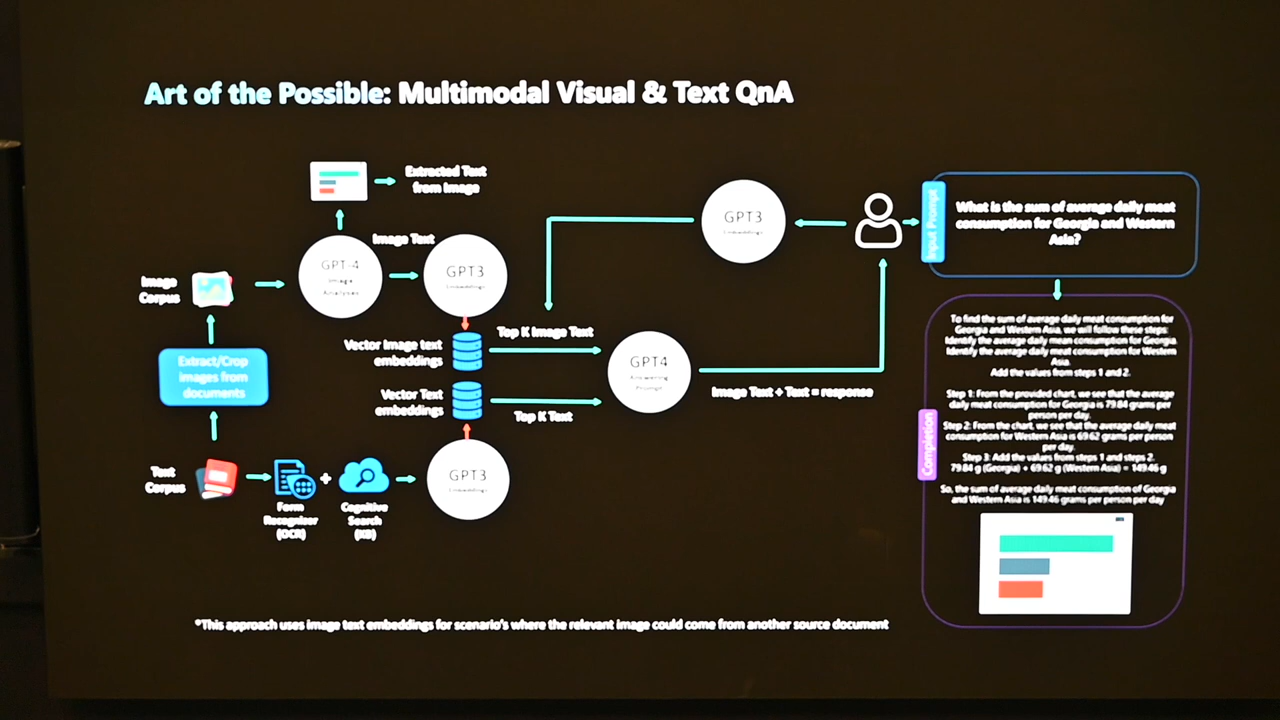 Art of the Possible: Multimodal Visual & Text QnA
Extracted Text
from Image
Image Text
GPT-4
Image
Analysis
GPT3
Embeddings
Image
Corpus
Extract/Crop
images from
documents
Vector Image text
embeddings
Vector Text
embeddings
Top K Image Text
Top K Text
Text
Corpus
Form
Recognizer
(OCR)
+
Cognitive
Search
(KB)
GPT3
Embeddings
GPT3
Embeddings
GPT4
Answering
Prompt
Image Text + Text = response
Input Prompt
What is the sum of average daily meat
consumption for Georgia and Western
Asia?
Completion
To find the sum of average daily meat consumption for
Georgia and Western Asia, we will follow these steps:
Identify the average daily mean consumption for Georgia.
Identify the average daily meat consumption for Western
Asia.
Add the values from steps 1 and 2.
Step 1: From the provided chart, we see that the average
daily meat consumption for Georgia is 79.84 grams per
person per day.
Step 2: From the chart, we see that the average daily meat
consumption for Western Asia is 69.62 grams per person
per day.
Step 3: Add the values from steps 1 and steps 2.
79.84 g (Georgia) + 69.62 g (Western Asia) = 149.46 g
So, the sum of average daily meat consumption of Georgia
and Western Asia is 149.46 grams per person per day
*This approach uses image text embeddings for scenario's where the relevant image could come from another source document